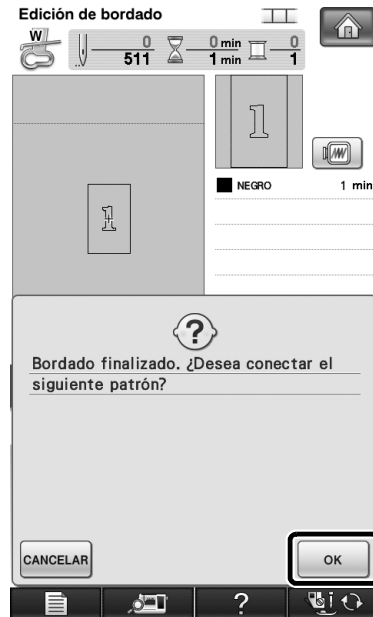 Edición de bordado
W
0
511
0 min
1 min
0
1
1
NEGRO 1 min
1
Bordado finalizado. ¿Desea conectar el
siguiente patrón?
CANCELAR
OK